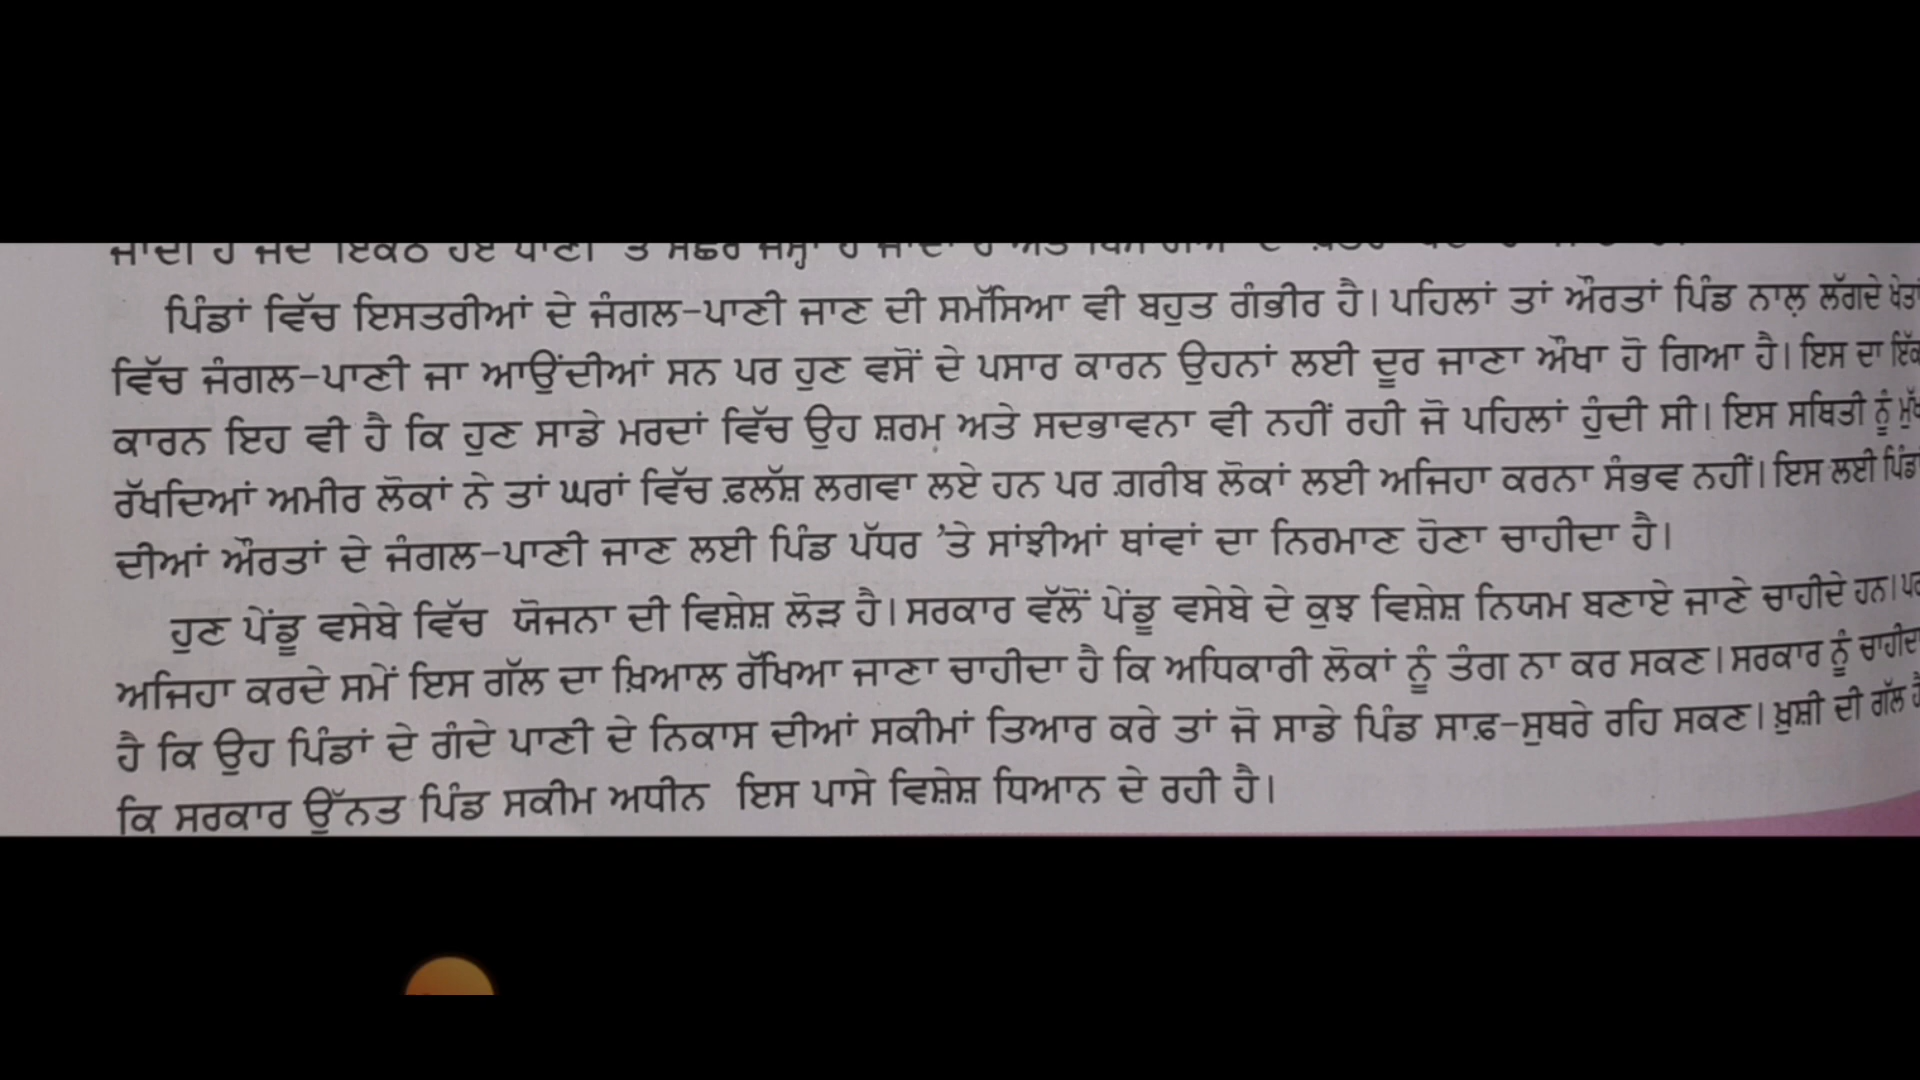 ਪਿੰਡਾਂ ਵਿੱਚ ਇਸਤਰੀਆਂ ਦੇ ਜੰਗਲ-ਪਾਣੀ ਜਾਣ ਦੀ ਸਮੱਸਿਆ ਵੀ ਬਹੁਤ ਗੰਭੀਰ ਹੈ। ਪਹਿਲਾਂ ਤਾਂ ਔਰਤਾਂ ਪਿੰਡ ਨਾਲ਼ ਲੱਗਦੇ ਖੇਤਾਂ
ਵਿੱਚ ਜੰਗਲ-ਪਾਣੀ ਜਾ ਆਉਂਦੀਆਂ ਸਨ ਪਰ ਹੁਣ ਵਸੋਂ ਦੇ ਪਸਾਰ ਕਾਰਨ ਉਹਨਾਂ ਲਈ ਦੂਰ ਜਾਣਾ ਔਖਾ ਹੋ ਗਿਆ ਹੈ। ਇਸ ਦਾ ਇੱਕ
ਕਾਰਨ ਇਹ ਵੀ ਹੈ ਕਿ ਹੁਣ ਸਾਡੇ ਮਰਦਾਂ ਵਿੱਚ ਉਹ ਸ਼ਰਮ ਅਤੇ ਸਦਭਾਵਨਾ ਵੀ ਨਹੀਂ ਰਹੀ ਜੋ ਪਹਿਲਾਂ ਹੁੰਦੀ ਸੀ। ਇਸ ਸਥਿਤੀ ਨੂੰ ਮੁੱਖ
ਰੱਖਦਿਆਂ ਅਮੀਰ ਲੋਕਾਂ ਨੇ ਤਾਂ ਘਰਾਂ ਵਿੱਚ ਫ਼ਲੱਸ਼ ਲਗਵਾ ਲਏ ਹਨ ਪਰ ਗ਼ਰੀਬ ਲੋਕਾਂ ਲਈ ਅਜਿਹਾ ਕਰਨਾ ਸੰਭਵ ਨਹੀਂ। ਇਸ ਲਈ ਪਿੰਡਾਂ
ਦੀਆਂ ਔਰਤਾਂ ਦੇ ਜੰਗਲ-ਪਾਣੀ ਜਾਣ ਲਈ ਪਿੰਡ ਪੱਧਰ ’ਤੇ ਸਾਂਝੀਆਂ ਥਾਂਵਾਂ ਦਾ ਨਿਰਮਾਣ ਹੋਣਾ ਚਾਹੀਦਾ ਹੈ।
ਹੁਣ ਪੇਂਡੂ ਵਸੇਬੇ ਵਿੱਚ ਯੋਜਨਾ ਦੀ ਵਿਸ਼ੇਸ਼ ਲੋੜ ਹੈ। ਸਰਕਾਰ ਵੱਲੋਂ ਪੇਂਡੂ ਵਸੇਬੇ ਦੇ ਕੁਝ ਵਿਸ਼ੇਸ਼ ਨਿਯਮ ਬਣਾਏ ਜਾਣੇ ਚਾਹੀਦੇ ਹਨ। ਪਰ
ਅਜਿਹਾ ਕਰਦੇ ਸਮੇਂ ਇਸ ਗੱਲ ਦਾ ਖ਼ਿਆਲ ਰੱਖਿਆ ਜਾਣਾ ਚਾਹੀਦਾ ਹੈ ਕਿ ਅਧਿਕਾਰੀ ਲੋਕਾਂ ਨੂੰ ਤੰਗ ਨਾ ਕਰ ਸਕਣ। ਸਰਕਾਰ ਨੂੰ ਚਾਹੀਦਾ
ਹੈ ਕਿ ਉਹ ਪਿੰਡਾਂ ਦੇ ਗੰਦੇ ਪਾਣੀ ਦੇ ਨਿਕਾਸ ਦੀਆਂ ਸਕੀਮਾਂ ਤਿਆਰ ਕਰੇ ਤਾਂ ਜੋ ਸਾਡੇ ਪਿੰਡ ਸਾਫ਼-ਸੁਥਰੇ ਰਹਿ ਸਕਣ। ਖ਼ੁਸ਼ੀ ਦੀ ਗੱਲ ਹੈ
ਕਿ ਸਰਕਾਰ ਉੱਨਤ ਪਿੰਡ ਸਕੀਮ ਅਧੀਨ ਇਸ ਪਾਸੇ ਵਿਸ਼ੇਸ਼ ਧਿਆਨ ਦੇ ਰਹੀ ਹੈ।